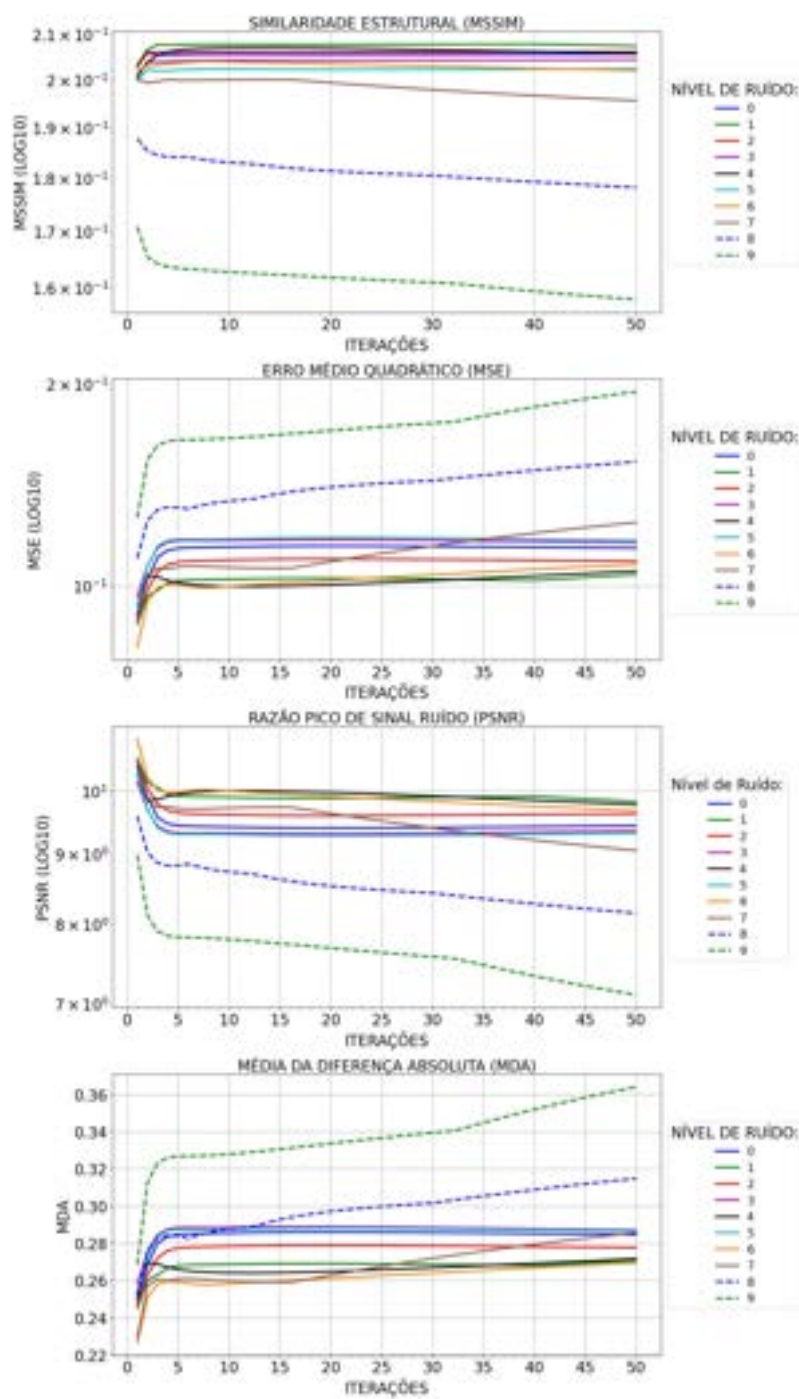 SIMILARIDADE ESTRUTURAL (MSSIM)
MSSIM (LOG10)
2.1 × 10⁻¹
2 × 10⁻¹
1.9 × 10⁻¹
1.8 × 10⁻¹
1.7 × 10⁻¹
1.6 × 10⁻¹
0 5 10 15 20 25 30 35 40 45 50
ITERAÇÕES
NÍVEL DE RUÍDO:
0
1
2
3
4
5
6
7
8
9
ERRO MÉDIO QUADRÁTICO (MSE)
MSE (LOG10)
2 × 10⁻¹
10⁻¹
0 5 10 15 20 25 30 35 40 45 50
ITERAÇÕES
NÍVEL DE RUÍDO:
0
1
2
3
4
5
6
7
8
9
RAZÃO PICO DE SINAL RUÍDO (PSNR)
PSNR (LOG10)
10¹
9 × 10⁰
8 × 10⁰
7 × 10⁰
0 5 10 15 20 25 30 35 40 45 50
ITERAÇÕES
Nível de Ruído:
0
1
2
3
4
5
6
7
8
9
MÉDIA DA DIFERENÇA ABSOLUTA (MDA)
MDA
0.36
0.34
0.32
0.30
0.28
0.26
0.24
0.22
0 5 10 15 20 25 30 35 40 45 50
ITERAÇÕES
NÍVEL DE RUÍDO:
0
1
2
3
4
5
6
7
8
9